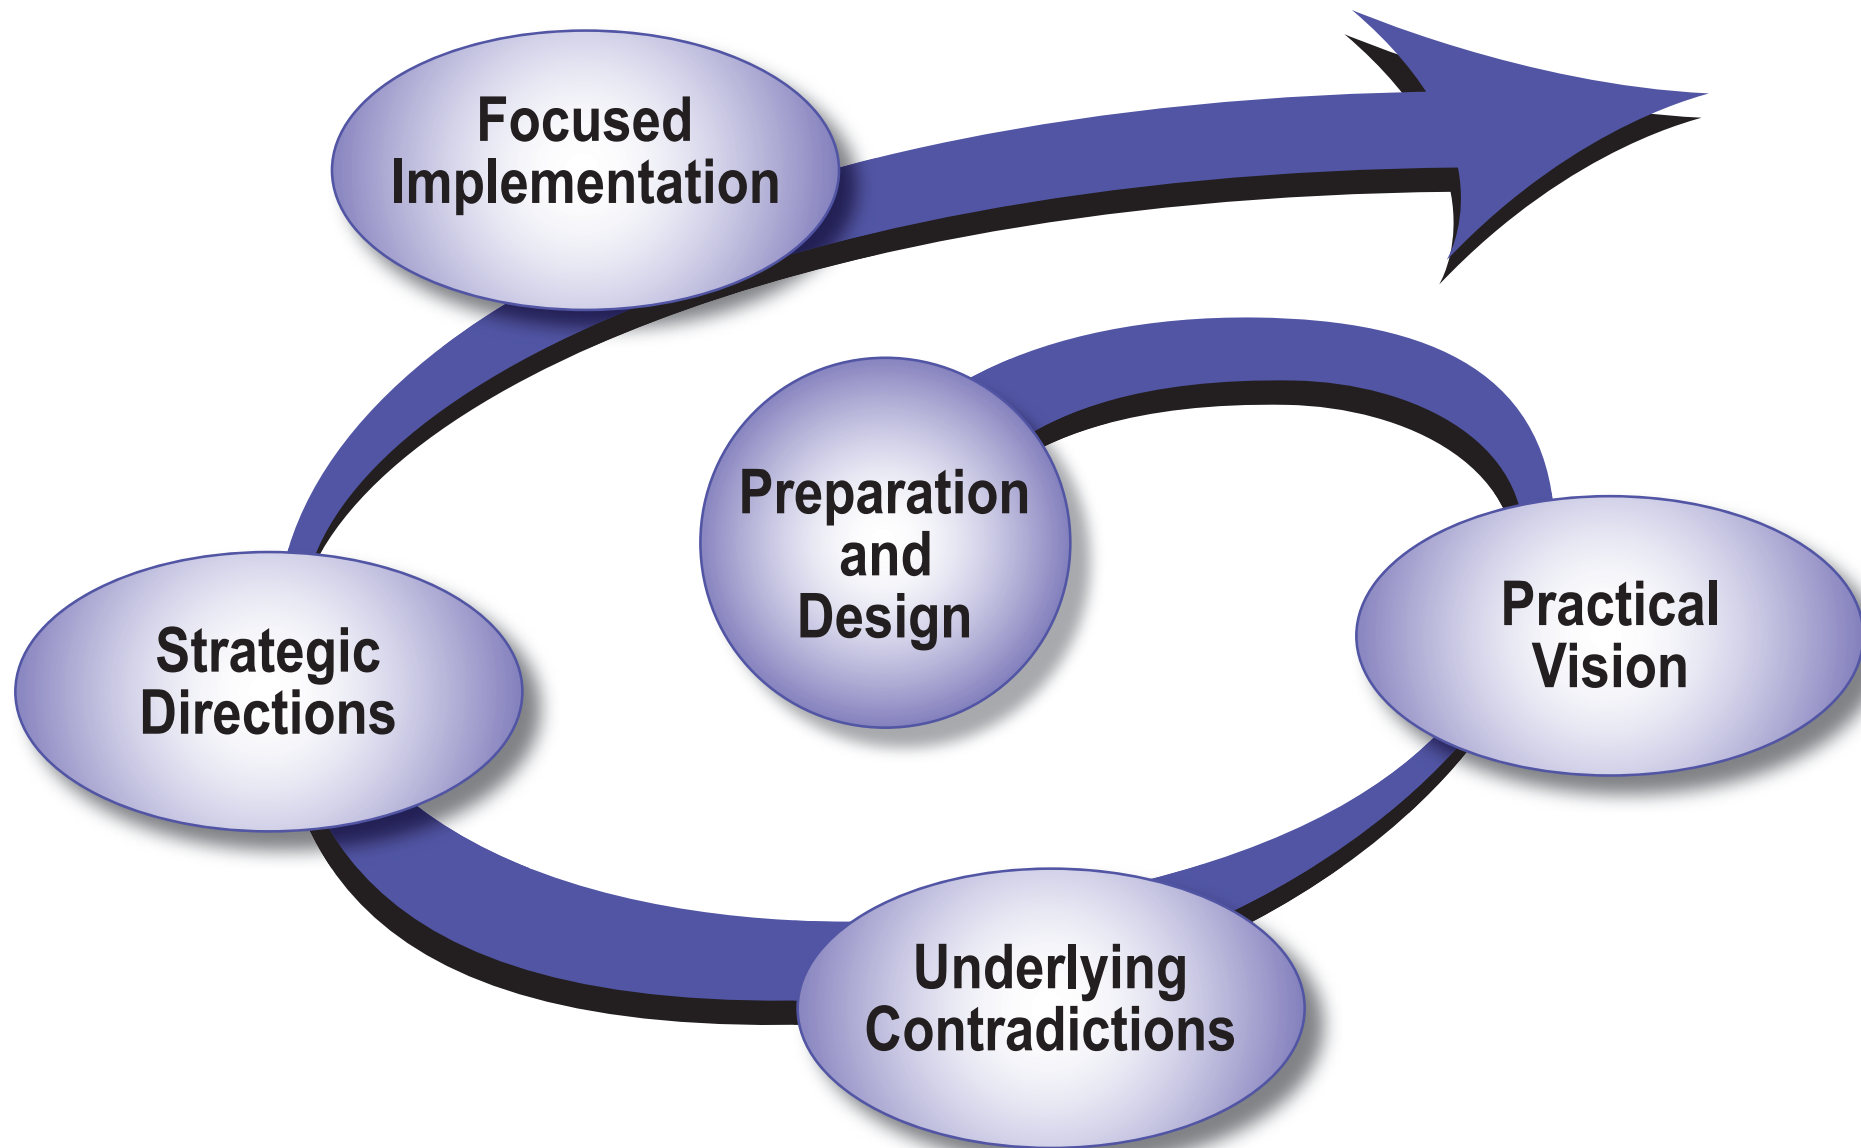 Focused
Implementation
Preparation
and
Design
Practical
Vision
Strategic
Directions
Underlying
Contradictions